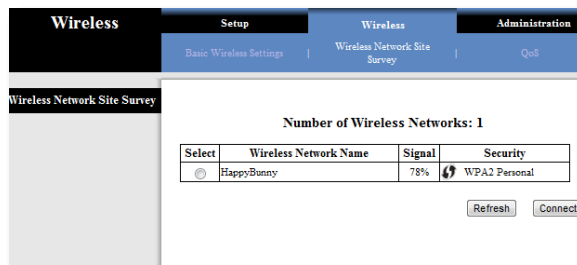 Wireless
Setup
Wireless
Administration
Basic Wireless Settings | Wireless Network Site Survey | QoS
Wireless Network Site Survey
Number of Wireless Networks: 1
Select Wireless Network Name Signal Security
HappyBunny 78% WPA2 Personal
Refresh Connect